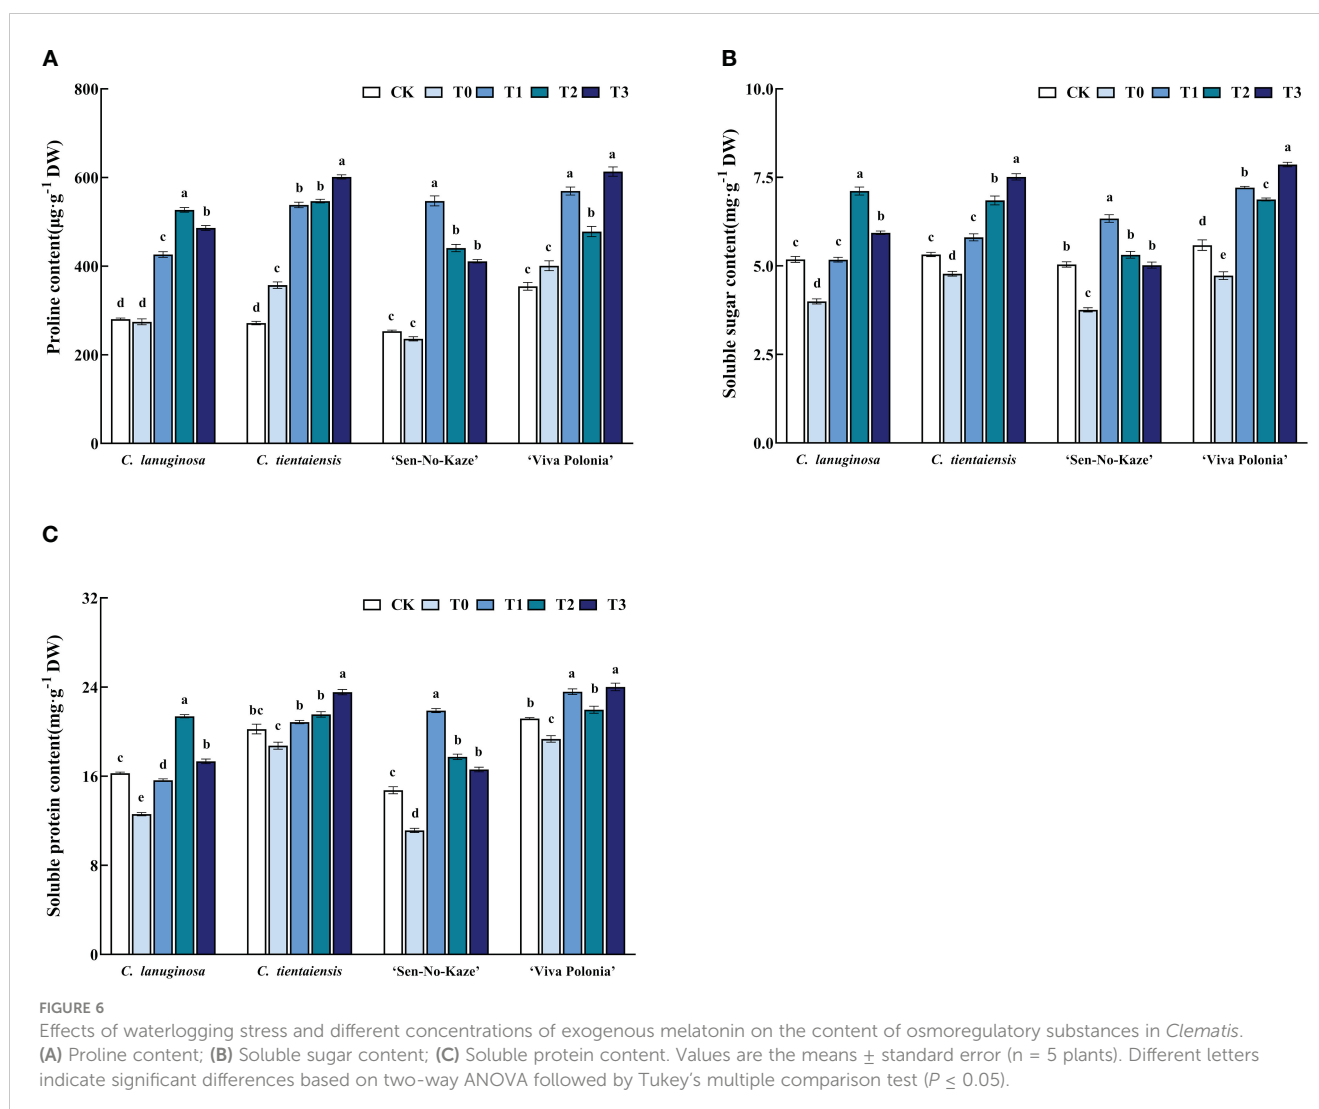 A
CK T0 T1 T2 T3
Proline content(μg·g⁻¹ DW)
800
600
400
200
0
d d c a b
d c b b a
c c a b b
c c a b a
C. lanuginosa C. tientaiensis ‘Sen-No-Kaze’ ‘Viva Polonia’
B
CK T0 T1 T2 T3
Soluble sugar content(mg·g⁻¹ DW)
10.0
7.5
5.0
2.5
0.0
c d c a b
c d c b a
b c a b b
d e b c a
C. lanuginosa C. tientaiensis ‘Sen-No-Kaze’ ‘Viva Polonia’
C
CK T0 T1 T2 T3
Soluble protein content(mg·g⁻¹ DW)
32
24
16
8
0
c e d a b
bc c b b a
c d a b b
b c a b a
C. lanuginosa C. tientaiensis ‘Sen-No-Kaze’ ‘Viva Polonia’
FIGURE 6
Effects of waterlogging stress and different concentrations of exogenous melatonin on the content of osmoregulatory substances in Clematis.
(A) Proline content; (B) Soluble sugar content; (C) Soluble protein content. Values are the means ± standard error (n = 5 plants). Different letters
indicate significant differences based on two-way ANOVA followed by Tukey’s multiple comparison test (P ≤ 0.05).